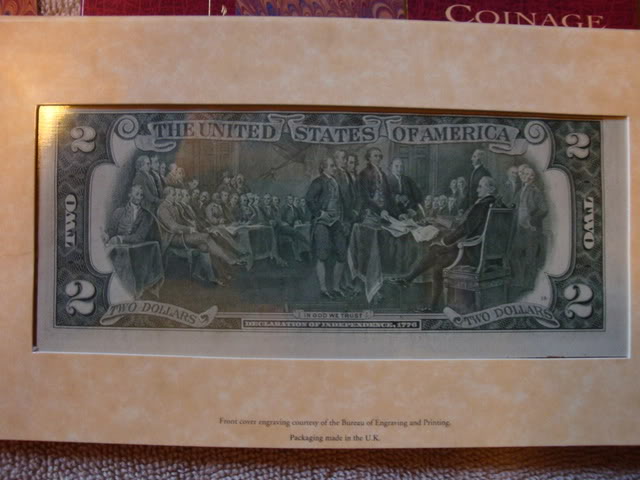 COINAGE
2 THE UNITED STATES OF AMERICA 2
TWO TWO
2 TWO DOLLARS IN GOD WE TRUST TWO DOLLARS 2
DECLARATION OF INDEPENDENCE, 1776
Front cover engraving courtesy of the Bureau of Engraving and Printing.
Packaging made in the U.K.